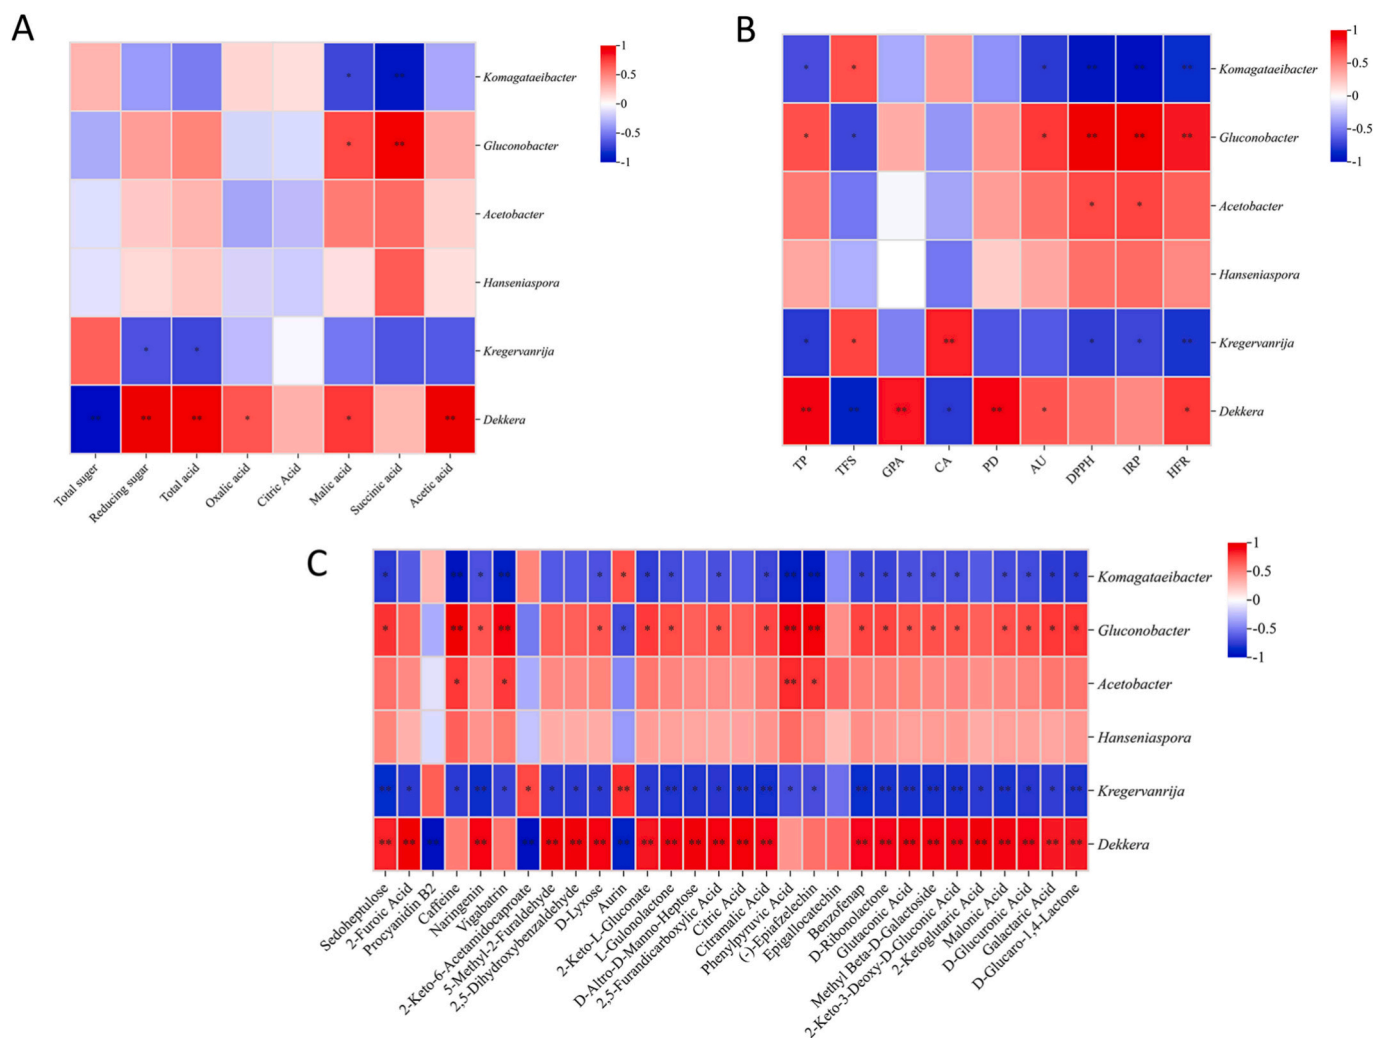 A
1
0.5
0
-0.5
-1
Komagataeibacter
Gluconobacter
Acetobacter
Hanseniaspora
Kregervanrija
Dekkera
* **
* **
* *
** ** ** * * **
Total suger
Reducing sugar
Total acid
Oxalic acid
Citric Acid
Malic acid
Succinic acid
Acetic acid
B
1
0.5
0
-0.5
-1
Komagataeibacter
Gluconobacter
Acetobacter
Hanseniaspora
Kregervanrija
Dekkera
* * * ** ** **
* * * ** ** **
* *
* * ** * * **
** ** ** * ** * *
TP
TFS
GPA
CA
PD
AU
DPPH
IRP
HFR
C
1
0.5
0
-0.5
-1
Komagataeibacter
Gluconobacter
Acetobacter
Hanseniaspora
Kregervanrija
Dekkera
Sedoheptulose
2-Furoic Acid
Procyanidin B2
Caffeine
Naringenin
Vigabatrin
2-Keto-6-Acetamidocaproate
5-Methyl-2-Furaldehyde
2,5-Dihydroxybenzaldehyde
D-Lyxose
Aurin
2-Keto-L-Gluconate
L-Gulonolactone
D-Altro-D-Manno-Heptose
2,5-Furandicarboxylic Acid
Citric Acid
Citramalic Acid
Phenylpyruvic Acid
(-)-Epiafzelechin
Epigallocatechin
Benzofenap
D-Ribonolactone
Glutaconic Acid
Methyl Beta-D-Galactoside
2-Keto-3-Deoxy-D-Gluconic Acid
2-Ketoglutaric Acid
Malonic Acid
D-Glucuronic Acid
Galactaric Acid
D-Glucaro-1,4-Lactone